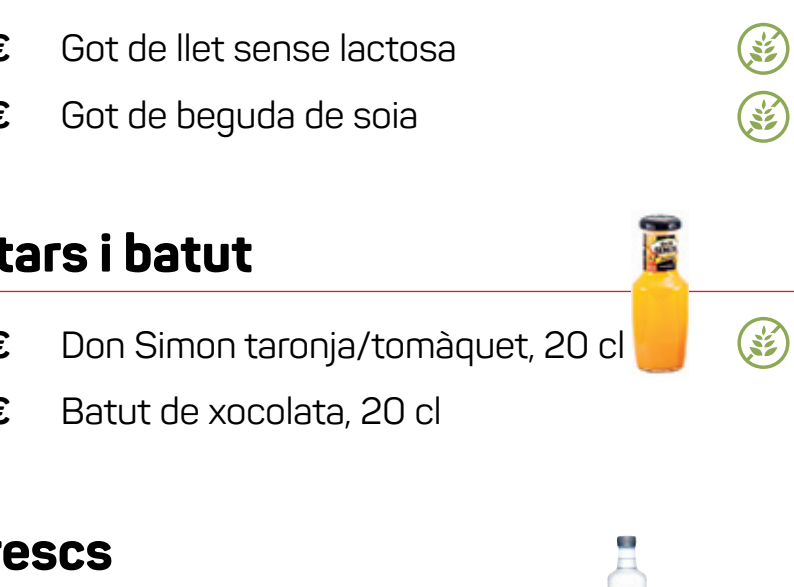 € Got de llet sense lactosa
€ Got de beguda de soia
tars i batut
€ Don Simon taronja/tomàquet, 20 cl
€ Batut de xocolata, 20 cl
rescs